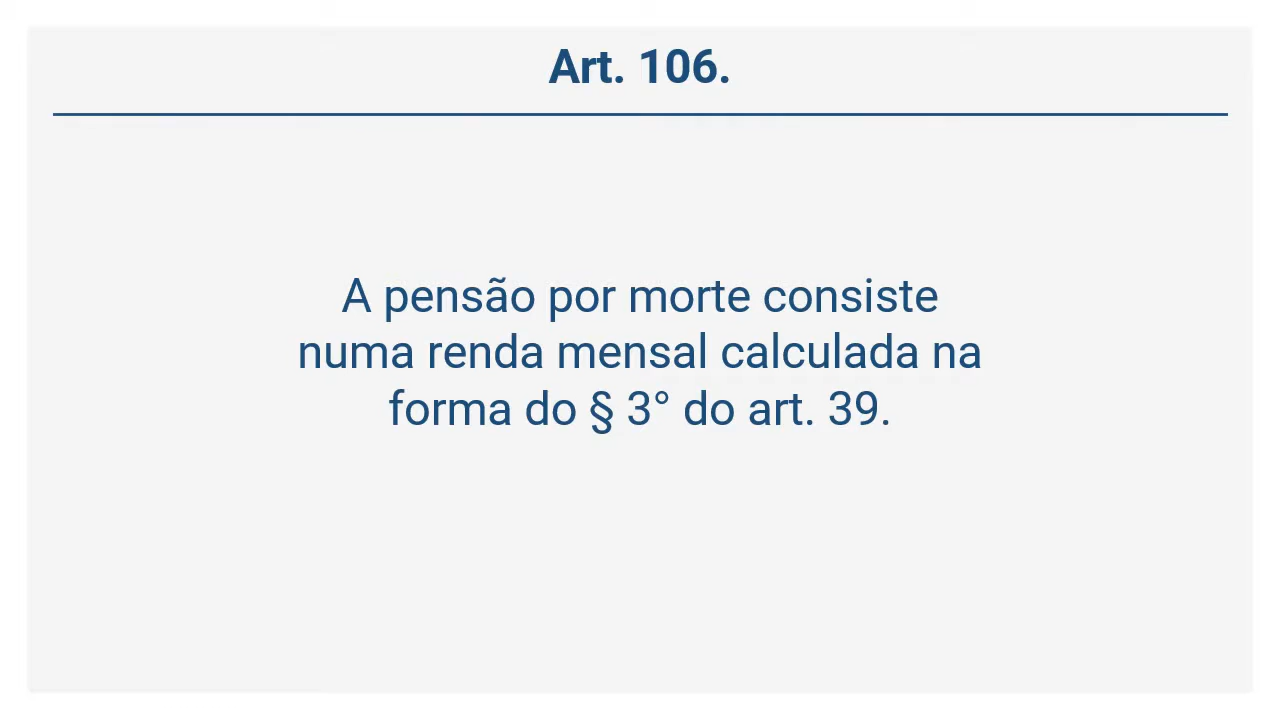 Art. 106.
A pensão por morte consiste
numa renda mensal calculada na
forma do § 3° do art. 39.